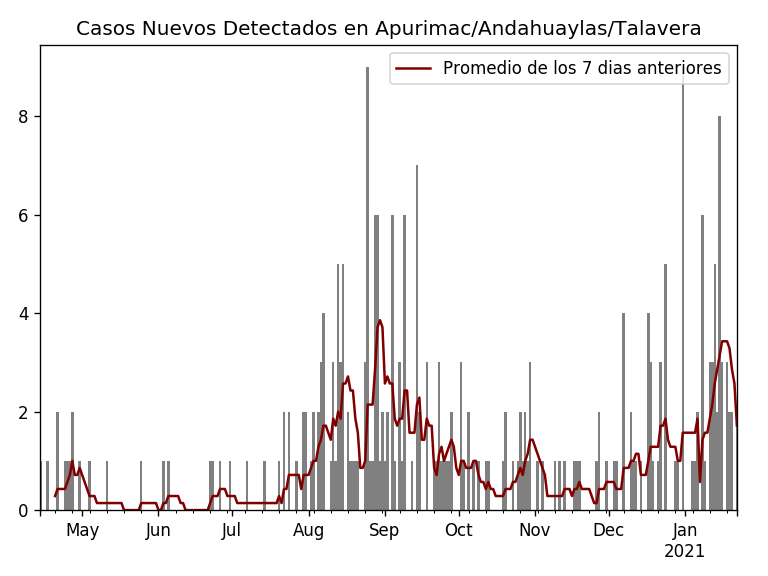 Casos Nuevos Detectados en Apurimac/Andahuaylas/Talavera
Promedio de los 7 dias anteriores
8
6
4
2
0
May Jun Jul Aug Sep Oct Nov Dec Jan
2021